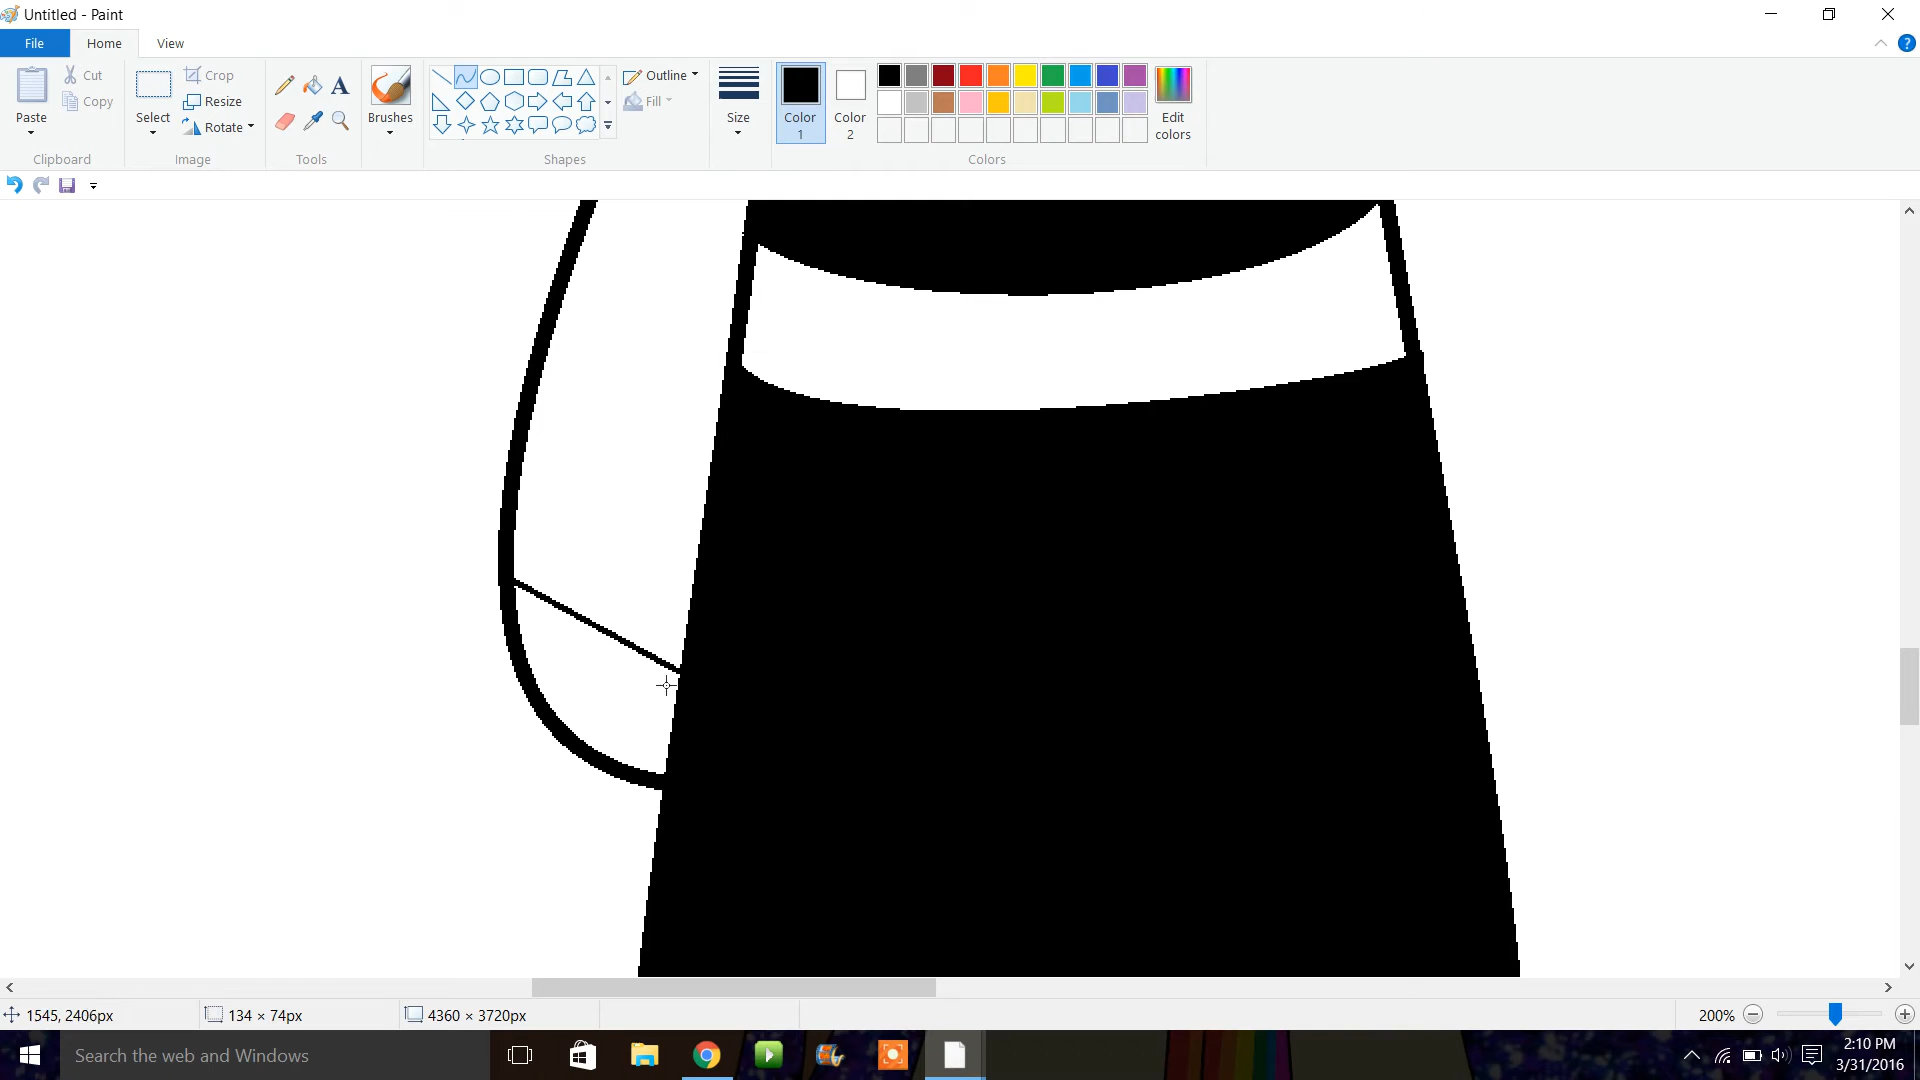 Untitled - Paint
File Home View
Paste
Cut
Copy
Clipboard
Select
Crop
Resize
Rotate
Image
A
Tools
Brushes
Shapes
Outline
Fill
Size
Color 1
Color 2
Edit colors
Colors
?
1545, 2406px
134 × 74px
4360 × 3720px
200%
Search the web and Windows
2:10 PM
3/31/2016